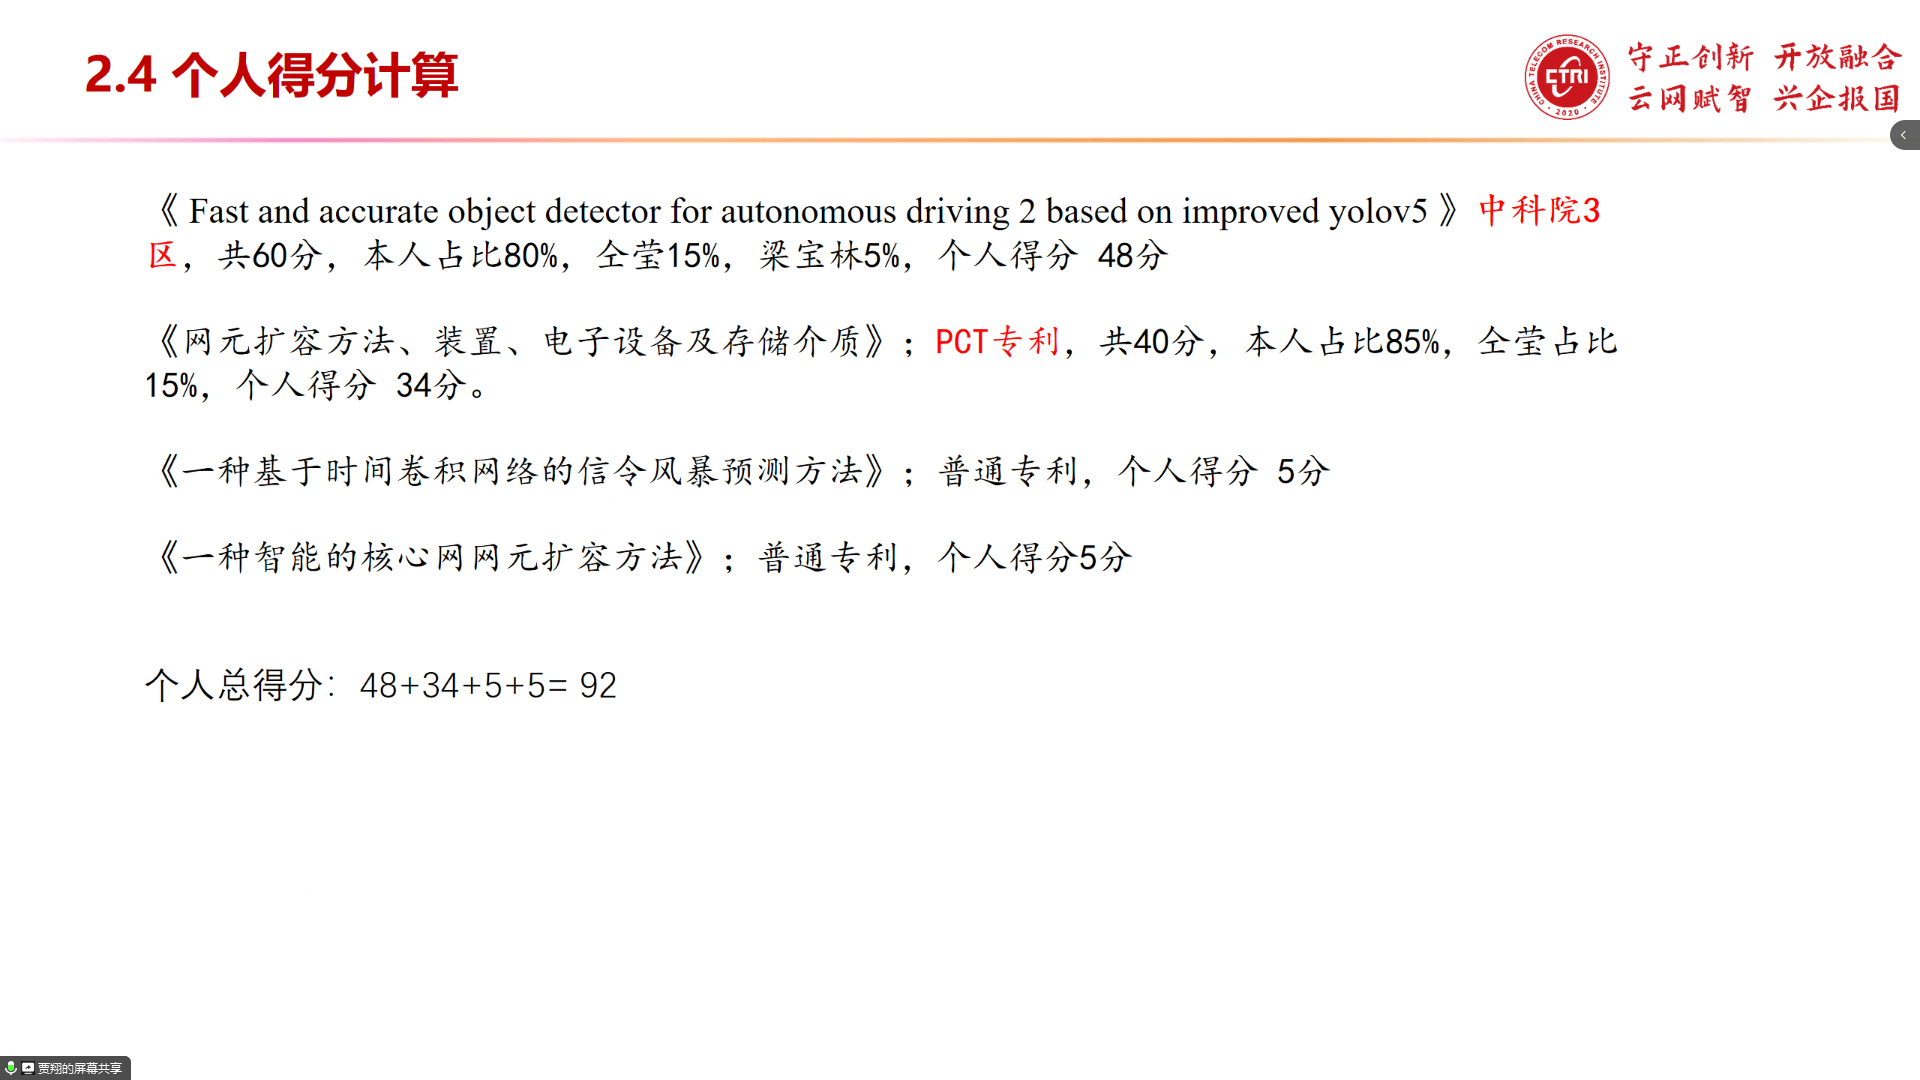 2.4 个人得分计算
CHINA TELECOM RESEARCH INSTITUTE
CTRI
2020
守正创新 开放融合
云网赋智 兴企报国
《 Fast and accurate object detector for autonomous driving 2 based on improved yolov5 》中科院3
区，共60分，本人占比80%，仝莹15%，梁宝林5%，个人得分 48分
《网元扩容方法、装置、电子设备及存储介质》；PCT专利，共40分，本人占比85%，仝莹占比
15%，个人得分 34分。
《一种基于时间卷积网络的信令风暴预测方法》；普通专利，个人得分 5分
《一种智能的核心网网元扩容方法》；普通专利，个人得分5分
个人总得分：48+34+5+5= 92
贾翔的屏幕共享